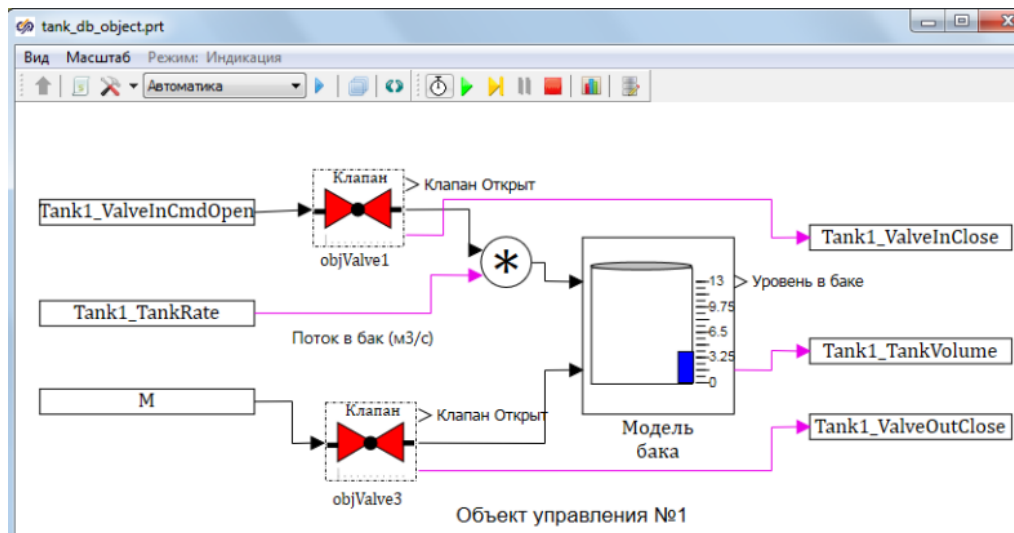 tank_db_object.prt
Вид Масштаб Режим: Индикация
Автоматика
Клапан
Клапан Открыт
Tank1_ValveInCmdOpen
objValve1
Tank1_ValveInClose
*
13
9.75
6.5
3.25
0
Уровень в баке
Tank1_TankRate
Поток в бак (м3/с)
Tank1_TankVolume
M
Клапан
Клапан Открыт
objValve3
Модель
бака
Tank1_ValveOutClose
Объект управления №1